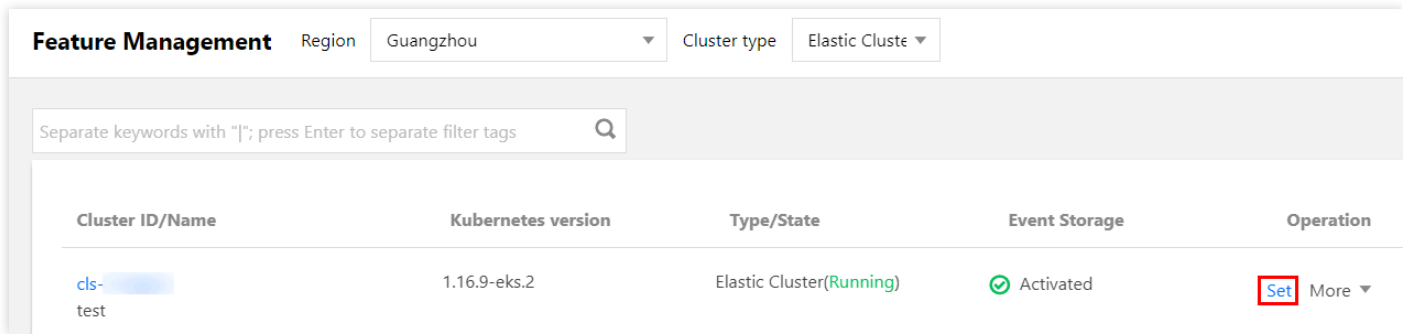 Feature Management Region Guangzhou Cluster type Elastic Cluste
Separate keywords with "|"; press Enter to separate filter tags
Cluster ID/Name Kubernetes version Type/State Event Storage Operation
cls- 1.16.9-eks.2 Elastic Cluster(Running) Activated Set More
test